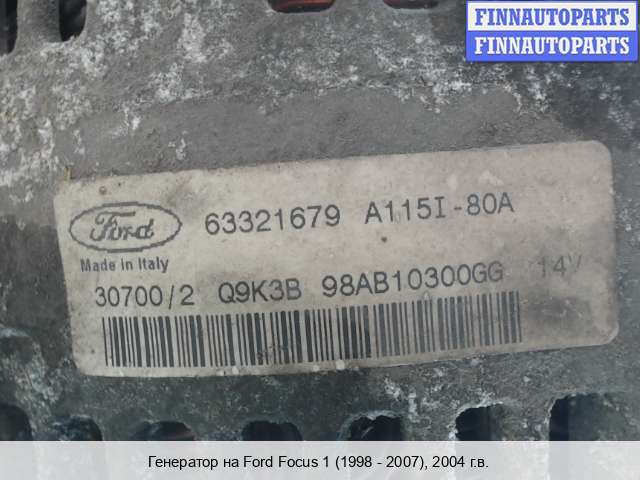 FINNAUTOPARTS
FINNAUTOPARTS
Ford 63321679 A115I-80A
Made in Italy
30700/2 Q9K3B 98AB10300GG 14V
Генератор на Ford Focus 1 (1998 - 2007), 2004 г.в.